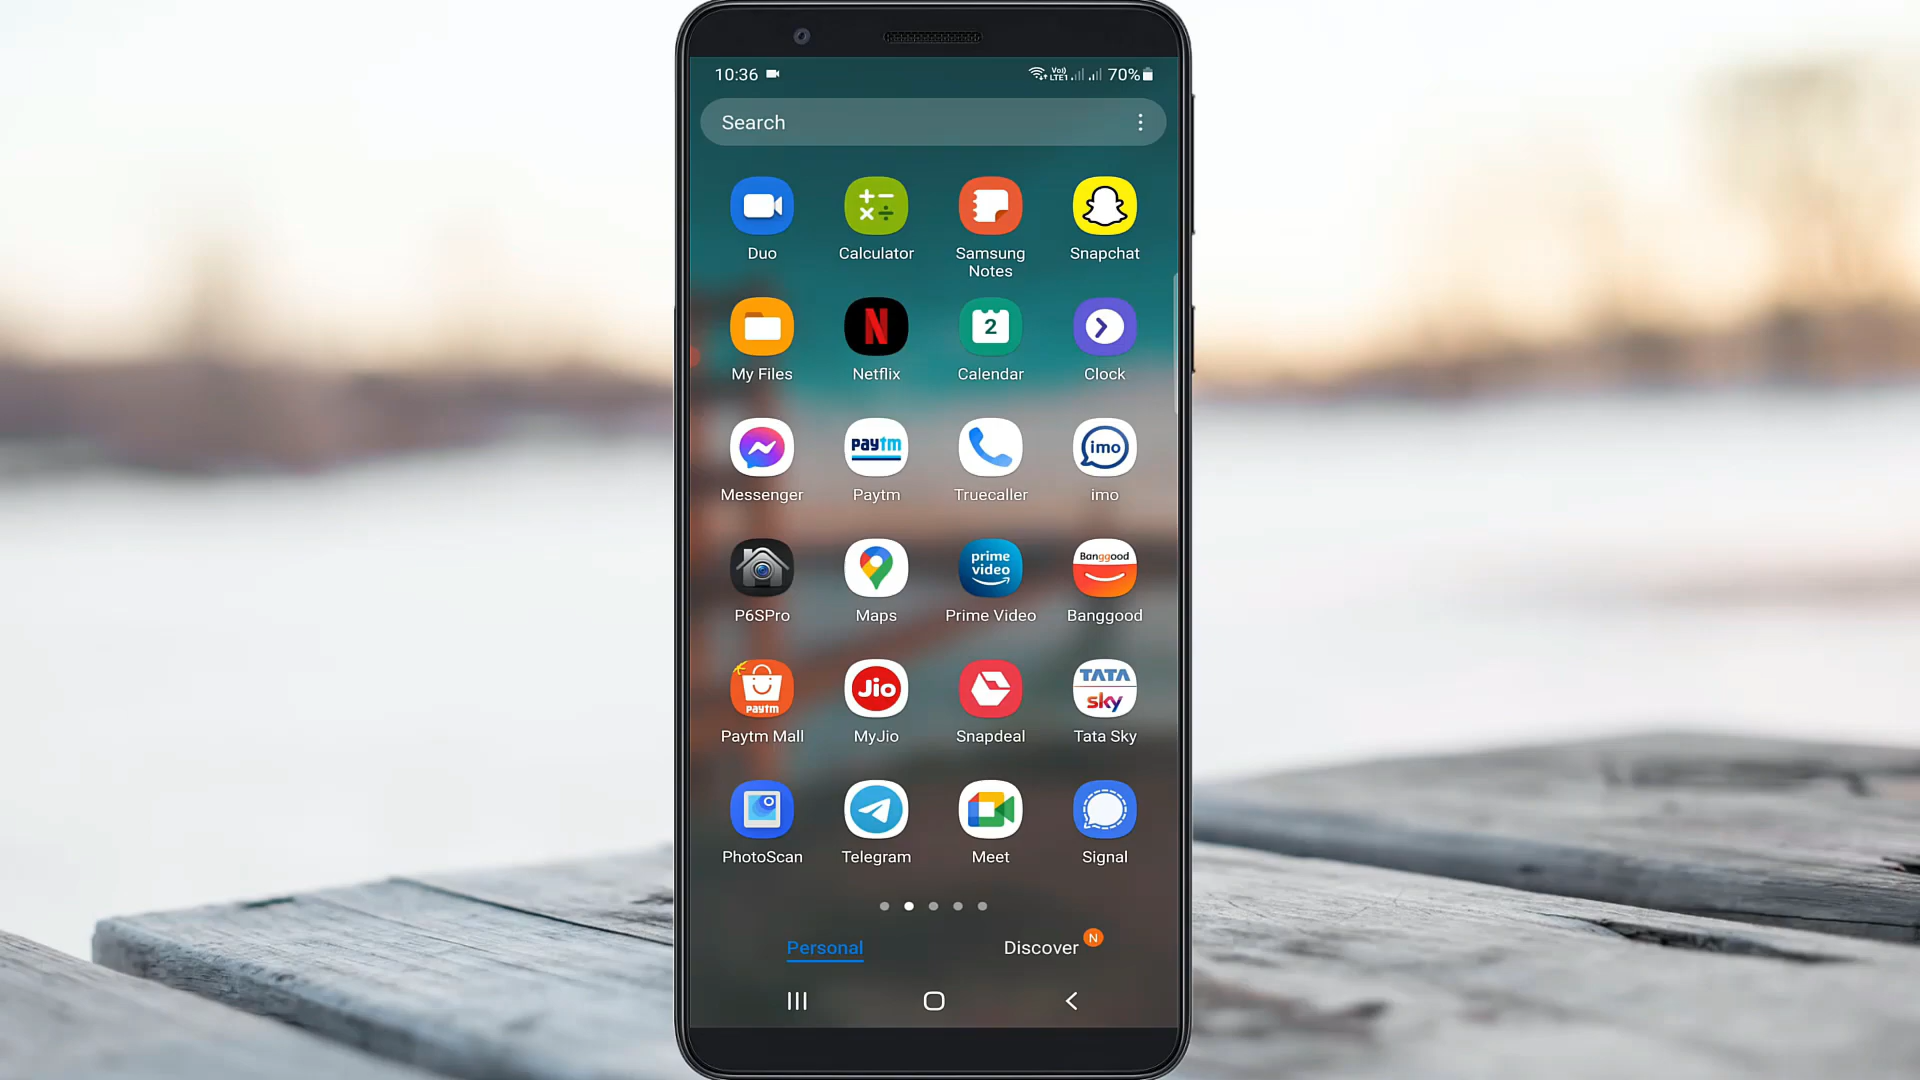 10:36
Vo)
LTE1
70%
Search
Duo
Calculator
Samsung
Notes
Snapchat
My Files
N
Netflix
2
Calendar
Clock
Messenger
paytm
Paytm
Truecaller
imo
imo
P6SPro
Maps
prime
video
Prime Video
Banggood
Banggood
paytm
Paytm Mall
Jio
MyJio
Snapdeal
TATA
sky
Tata Sky
PhotoScan
Telegram
Meet
Signal
Personal
Discover
N